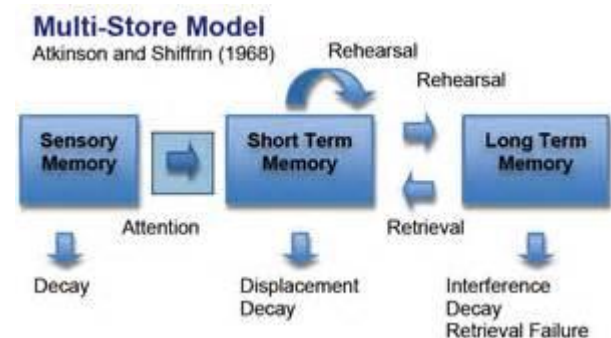 Multi-Store Model
Atkinson and Shiffrin (1968)
Rehearsal
Rehearsal
Sensory
Memory
Short Term
Memory
Long Term
Memory
Attention
Retrieval
Decay
Displacement
Decay
Interference
Decay
Retrieval Failure